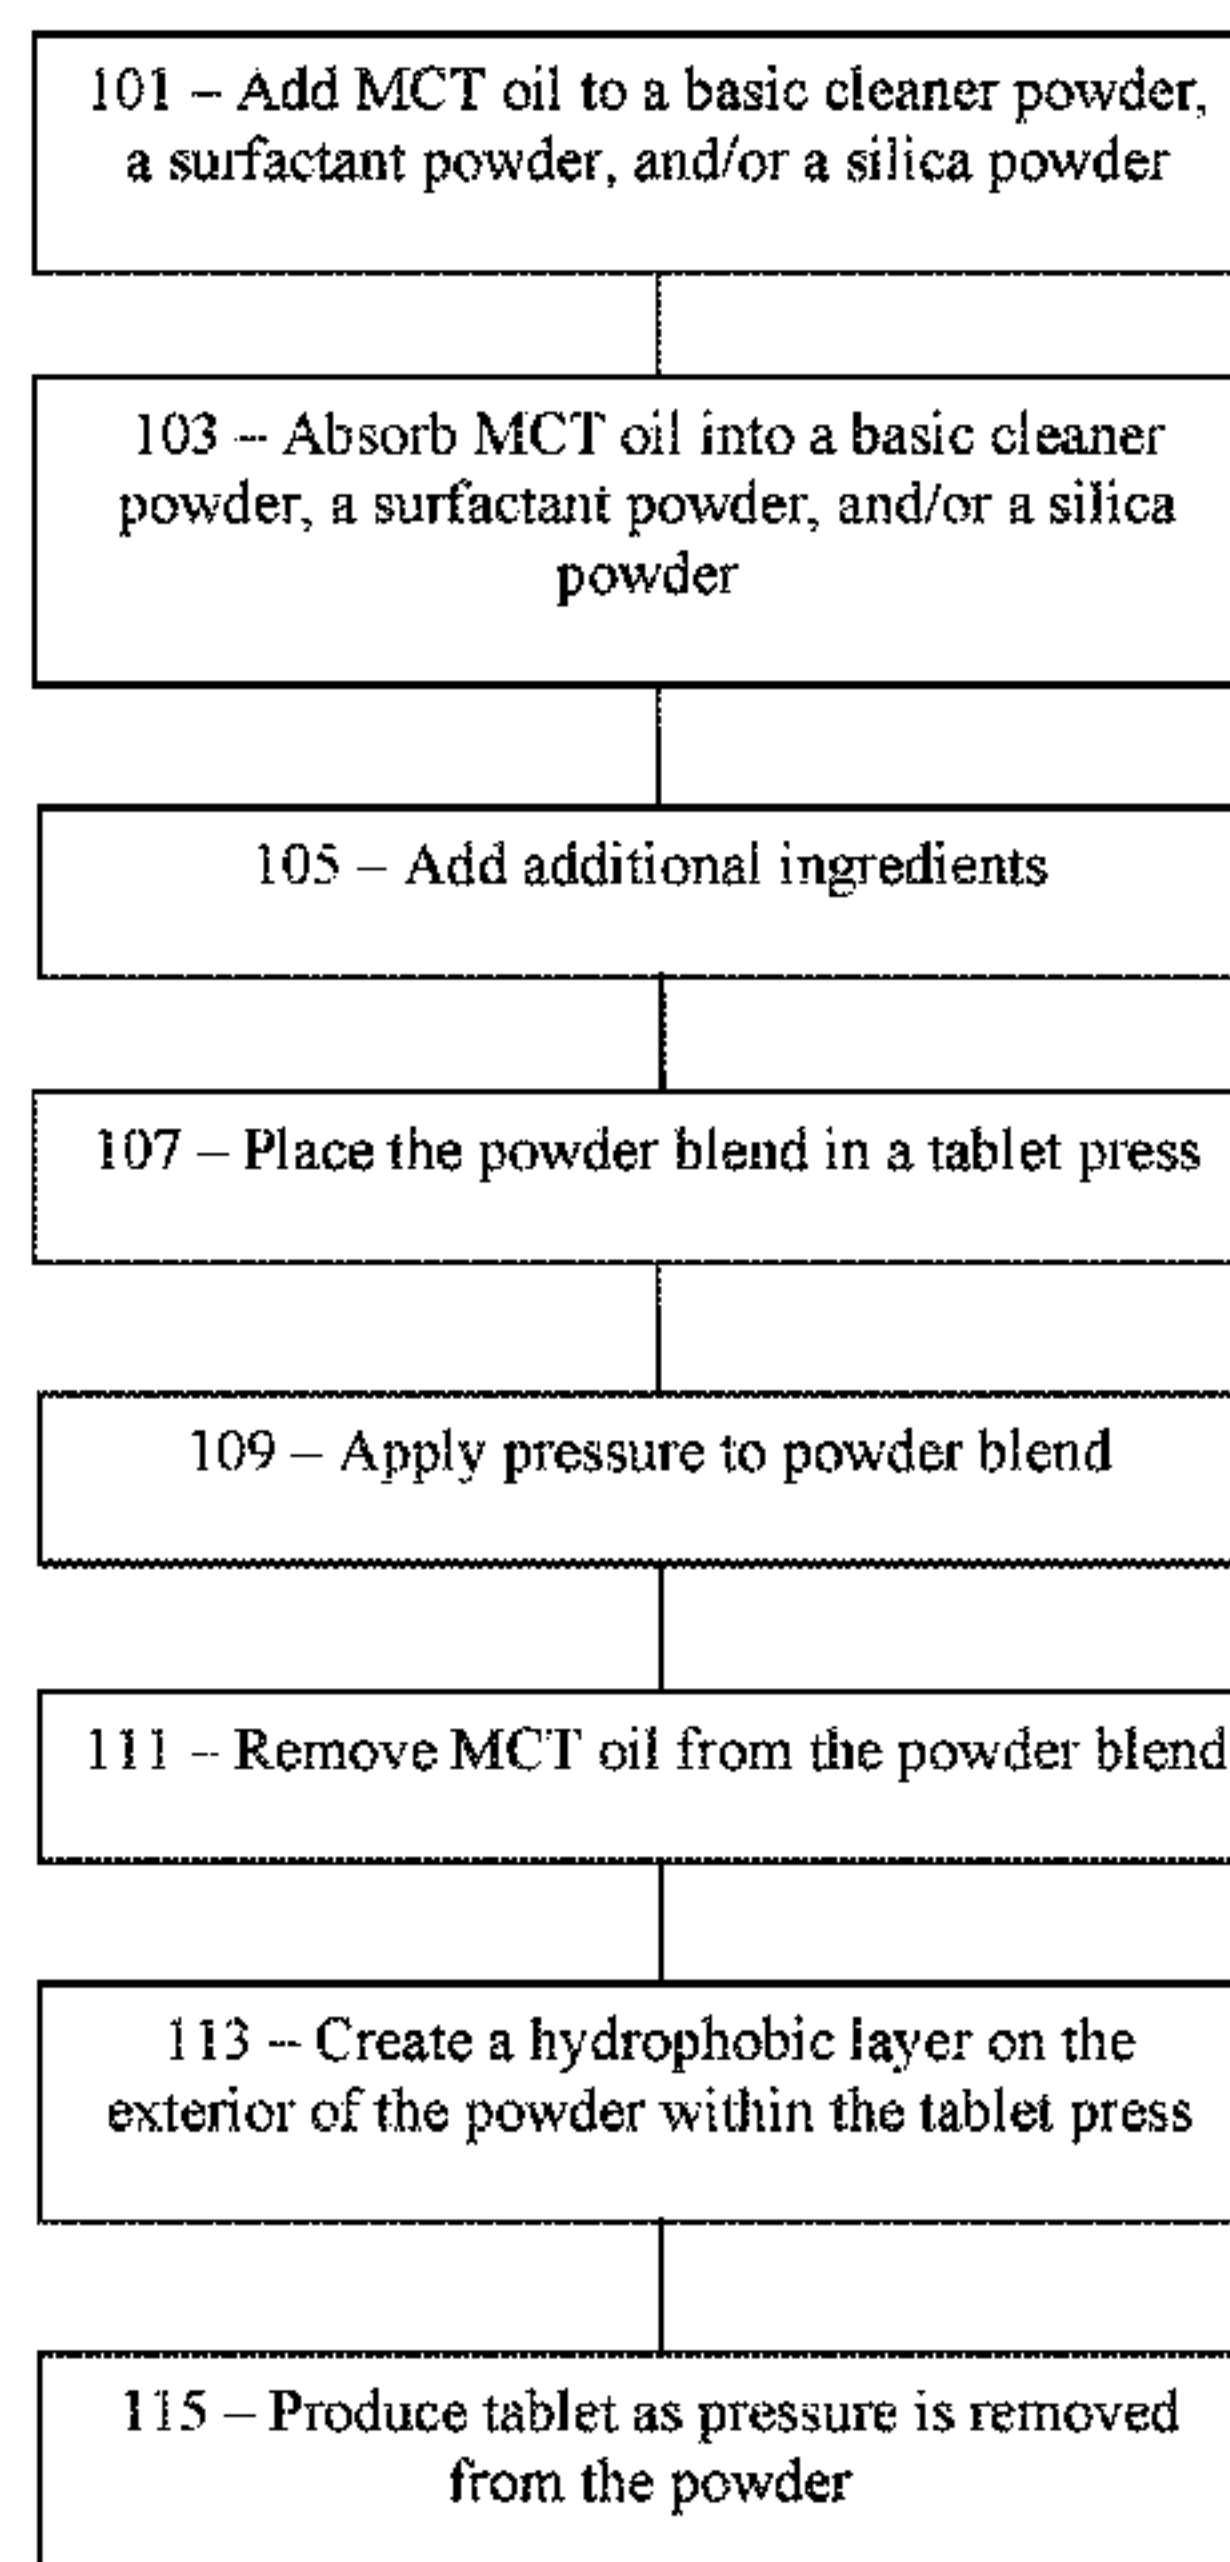 101 – Add MCT oil to a basic cleaner powder,
a surfactant powder, and/or a silica powder
103 – Absorb MCT oil into a basic cleaner
powder, a surfactant powder, and/or a silica
powder
105 – Add additional ingredients
107 – Place the powder blend in a tablet press
109 – Apply pressure to powder blend
111 – Remove MCT oil from the powder blend
113 – Create a hydrophobic layer on the
exterior of the powder within the tablet press
115 – Produce tablet as pressure is removed
from the powder